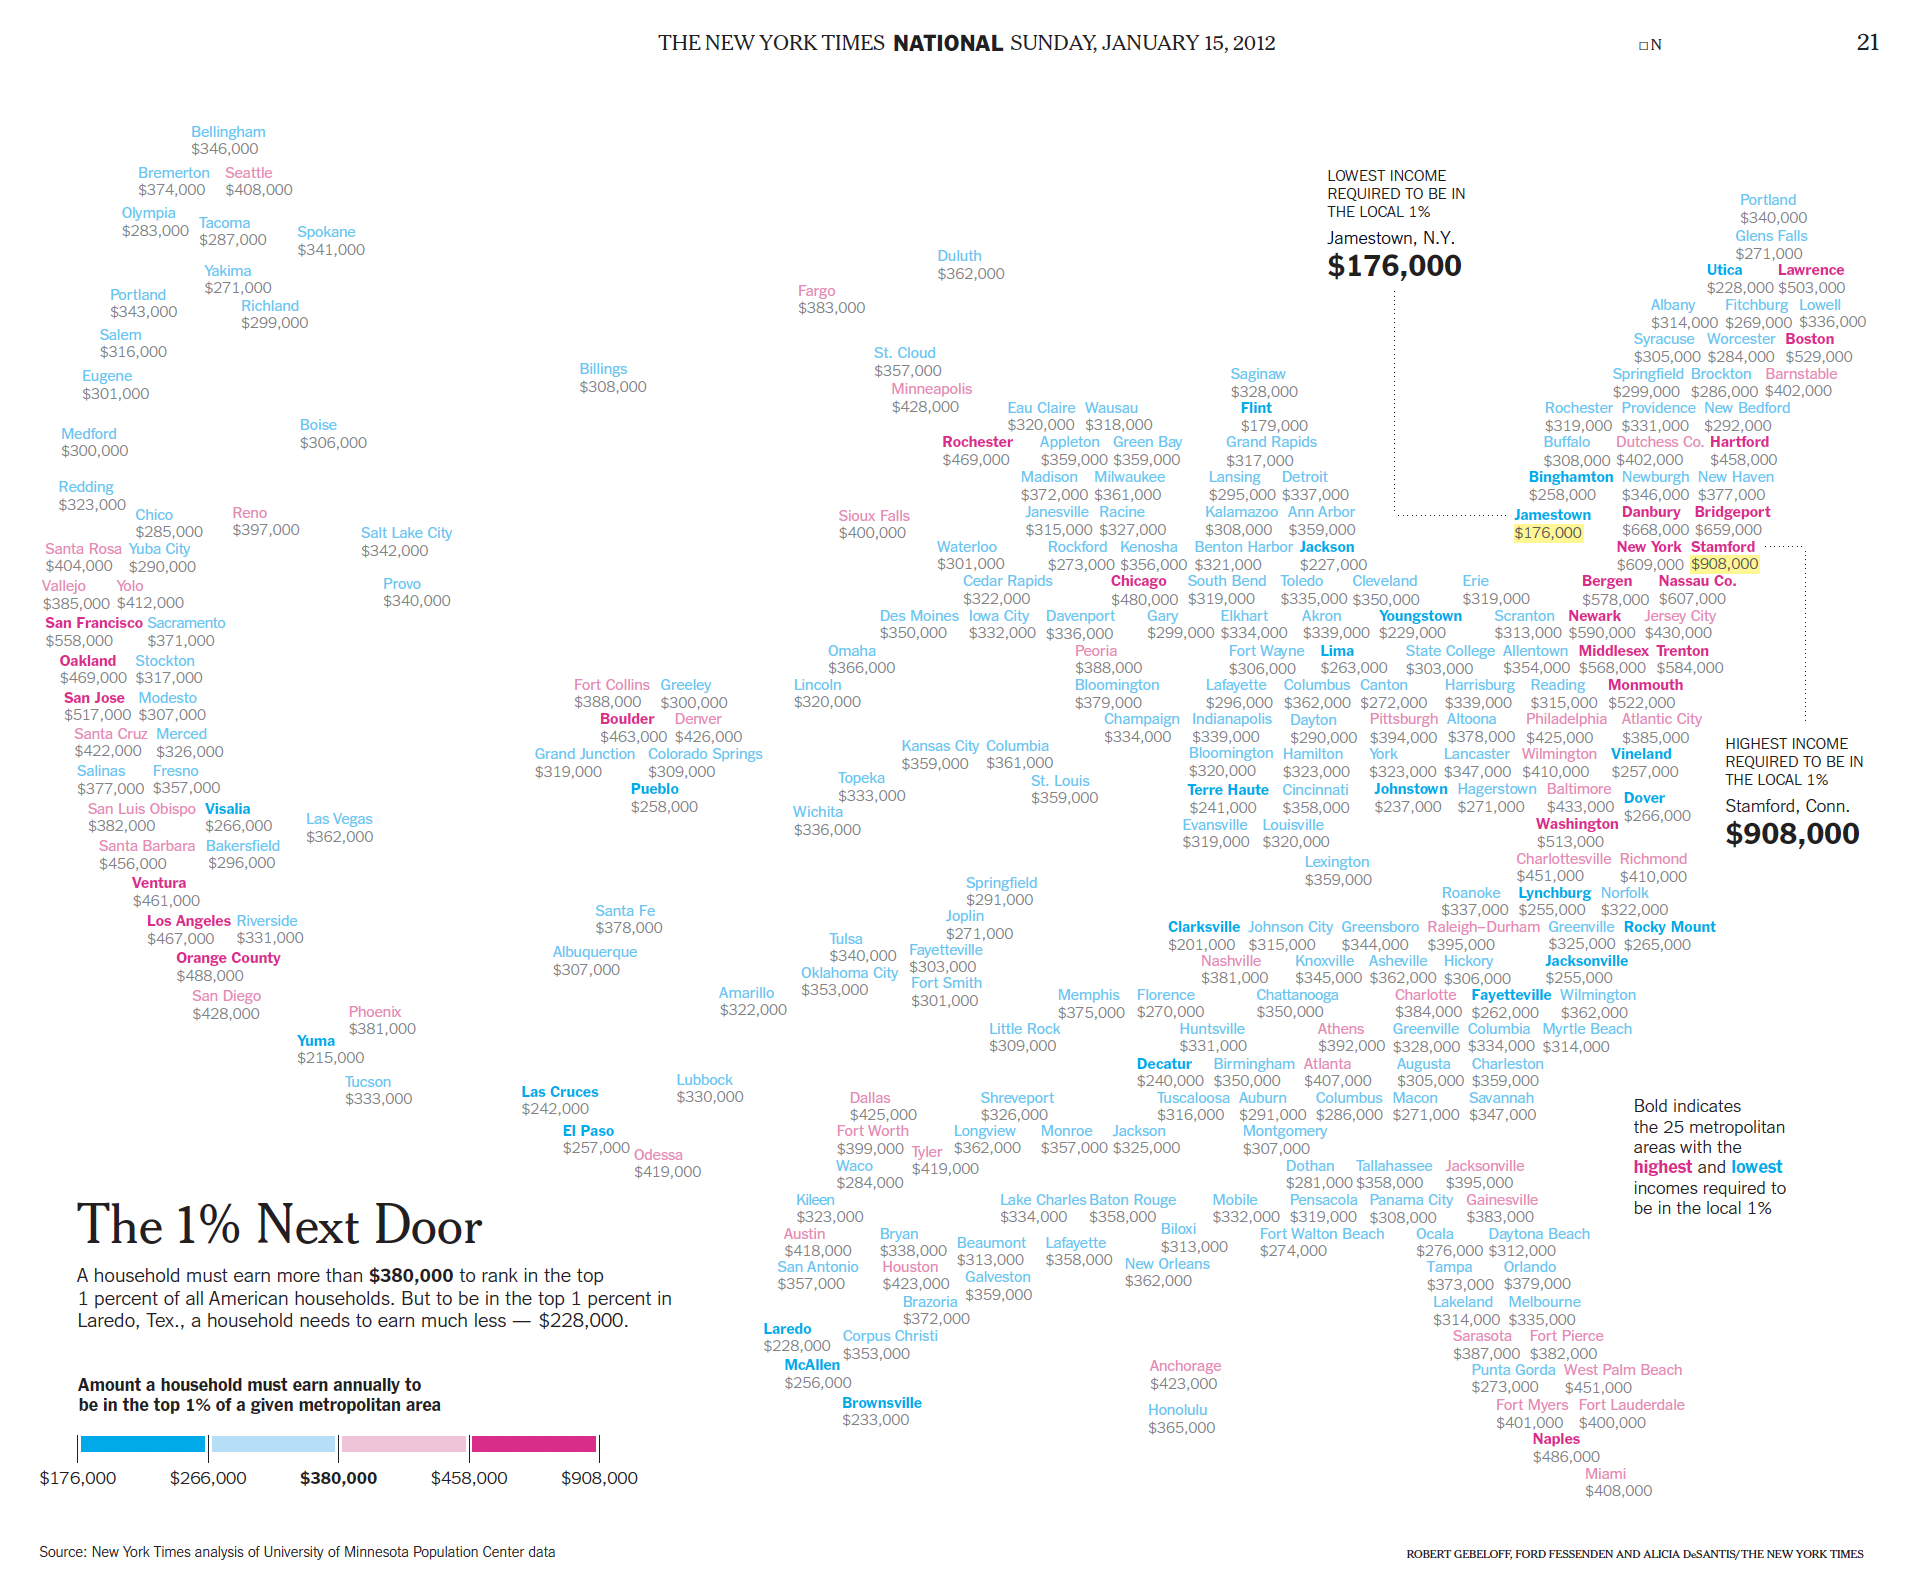 THE NEW YORK TIMES NATIONAL SUNDAY, JANUARY 15, 2012
□ N
21
Bellingham
$346,000
Bremerton Seattle
$374,000 $408,000
Olympia
$283,000
Tacoma
$287,000
Spokane
$341,000
Yakima
$271,000
Portland
$343,000
Richland
$299,000
Salem
$316,000
Eugene
$301,000
Medford
$300,000
Boise
$306,000
Redding
$323,000
Chico
$285,000
Reno
$397,000
Salt Lake City
$342,000
Santa Rosa Yuba City
$404,000 $290,000
Vallejo Yolo
$385,000 $412,000
Provo
$340,000
San Francisco Sacramento
$558,000 $371,000
Oakland Stockton
$469,000 $317,000
San Jose Modesto
$517,000 $307,000
Santa Cruz Merced
$422,000 $326,000
Salinas Fresno
$377,000 $357,000
San Luis Obispo Visalia
$382,000 $266,000
Las Vegas
$362,000
Santa Barbara Bakersfield
$456,000 $296,000
Ventura
$461,000
Los Angeles Riverside
$467,000 $331,000
Orange County
$488,000
San Diego
$428,000
Phoenix
$381,000
Yuma
$215,000
Tucson
$333,000
Billings
$308,000
Fort Collins Greeley
$388,000 $300,000
Boulder Denver
$463,000 $426,000
Grand Junction Colorado Springs
$319,000 $309,000
Pueblo
$258,000
Santa Fe
$378,000
Albuquerque
$307,000
Amarillo
$322,000
Las Cruces
$242,000
Lubbock
$330,000
El Paso
$257,000
Odessa
$419,000
Duluth
$362,000
Fargo
$383,000
St. Cloud
$357,000
Minneapolis
$428,000
Eau Claire Wausau
$320,000 $318,000
Rochester Appleton Green Bay
$469,000 $359,000 $359,000
Madison Milwaukee
$372,000 $361,000
Sioux Falls
$400,000
Janesville Racine
$315,000 $327,000
Waterloo Rockford Kenosha
$301,000 $273,000 $356,000
Cedar Rapids Chicago
$322,000 $480,000
Des Moines Iowa City Davenport Gary
$350,000 $332,000 $336,000 $299,000
Omaha Peoria
$366,000 $388,000
Lincoln Bloomington
$320,000 $379,000
Champaign
$334,000
Kansas City Columbia
$359,000 $361,000
Topeka
$333,000
St. Louis
$359,000
Wichita
$336,000
Saginaw
$328,000
Flint
$179,000
Grand Rapids
$317,000
Lansing Detroit
$295,000 $337,000
Kalamazoo Ann Arbor
$308,000 $359,000
Benton Harbor Jackson
$321,000 $227,000
South Bend Toledo Cleveland Erie
$319,000 $335,000 $350,000 $319,000
Elkhart Akron Youngstown
$334,000 $339,000 $229,000
Fort Wayne Lima
$306,000 $263,000
Lafayette Columbus Canton
$296,000 $362,000 $272,000
Indianapolis Dayton
$339,000 $290,000
Bloomington Hamilton
$320,000 $323,000
Terre Haute Cincinnati
$241,000 $358,000
Evansville Louisville
$319,000 $320,000
Lexington
$359,000
LOWEST INCOME
REQUIRED TO BE IN
THE LOCAL 1%
Jamestown, N.Y.
$176,000
Portland
$340,000
Glens Falls
$271,000
Utica Lawrence
$228,000 $503,000
Albany Fitchburg Lowell
$314,000 $269,000 $336,000
Syracuse Worcester Boston
$305,000 $284,000 $529,000
Springfield Brockton Barnstable
$299,000 $286,000 $402,000
Rochester Providence New Bedford
$319,000 $331,000 $292,000
Buffalo Dutchess Co. Hartford
$308,000 $402,000 $458,000
Binghamton Newburgh New Haven
$258,000 $346,000 $377,000
Jamestown Danbury Bridgeport
$176,000 $668,000 $659,000
New York Stamford
$609,000 $908,000
Bergen Nassau Co.
$578,000 $607,000
Scranton Newark Jersey City
$313,000 $590,000 $430,000
State College Allentown Middlesex Trenton
$303,000 $354,000 $568,000 $584,000
Harrisburg Reading Monmouth
$339,000 $315,000 $522,000
Pittsburgh Altoona Philadelphia Atlantic City
$394,000 $378,000 $425,000 $385,000
York Lancaster Wilmington Vineland
$323,000 $347,000 $410,000 $257,000
Johnstown Hagerstown Baltimore Dover
$237,000 $271,000 $433,000 $266,000
Washington
$513,000
Charlottesville Richmond
$451,000 $410,000
Roanoke Lynchburg Norfolk
$337,000 $255,000 $322,000
HIGHEST INCOME
REQUIRED TO BE IN
THE LOCAL 1%
Stamford, Conn.
$908,000
Springfield
$291,000
Joplin
$271,000
Tulsa
$340,000
Fayetteville
$303,000
Oklahoma City
$353,000
Fort Smith
$301,000
Clarksville Johnson City Greensboro Raleigh–Durham Greenville Rocky Mount
$201,000 $315,000 $344,000 $395,000 $325,000 $265,000
Nashville Knoxville Asheville Hickory Jacksonville
$381,000 $345,000 $362,000 $306,000 $255,000
Memphis Florence Chattanooga Charlotte Fayetteville Wilmington
$375,000 $270,000 $350,000 $384,000 $262,000 $362,000
Little Rock Huntsville Athens Greenville Columbia Myrtle Beach
$309,000 $331,000 $392,000 $328,000 $334,000 $314,000
Decatur Birmingham Atlanta Augusta Charleston
$240,000 $350,000 $407,000 $305,000 $359,000
Dallas Shreveport Tuscaloosa Auburn Columbus Macon Savannah
$425,000 $326,000 $316,000 $291,000 $286,000 $271,000 $347,000
Fort Worth Longview Monroe Jackson Montgomery
$399,000 $362,000 $357,000 $325,000 $307,000
Tyler
$419,000
Waco Dothan Tallahassee Jacksonville
$284,000 $281,000 $358,000 $395,000
Kileen Lake Charles Baton Rouge Mobile Pensacola Panama City Gainesville
$323,000 $334,000 $358,000 $332,000 $319,000 $308,000 $383,000
Austin Bryan Beaumont Lafayette Biloxi Fort Walton Beach Ocala Daytona Beach
$418,000 $338,000 $313,000 $358,000 $313,000 $274,000 $276,000 $312,000
San Antonio Houston Galveston New Orleans Tampa Orlando
$357,000 $423,000 $359,000 $362,000 $373,000 $379,000
Brazoria Lakeland Melbourne
$372,000 $314,000 $335,000
Laredo Corpus Christi Sarasota Fort Pierce
$228,000 $353,000 $387,000 $382,000
McAllen Anchorage Punta Gorda West Palm Beach
$256,000 $423,000 $273,000 $451,000
Brownsville Honolulu Fort Myers Fort Lauderdale
$233,000 $365,000 $401,000 $400,000
Naples
$486,000
Miami
$408,000
Bold indicates
the 25 metropolitan
areas with the
highest and lowest
incomes required to
be in the local 1%
The 1% Next Door
A household must earn more than $380,000 to rank in the top
1 percent of all American households. But to be in the top 1 percent in
Laredo, Tex., a household needs to earn much less — $228,000.
Amount a household must earn annually to
be in the top 1% of a given metropolitan area
$176,000 $266,000 $380,000 $458,000 $908,000
Source: New York Times analysis of University of Minnesota Population Center data
ROBERT GEBELOFF, FORD FESSENDEN AND ALICIA DeSANTIS/THE NEW YORK TIMES